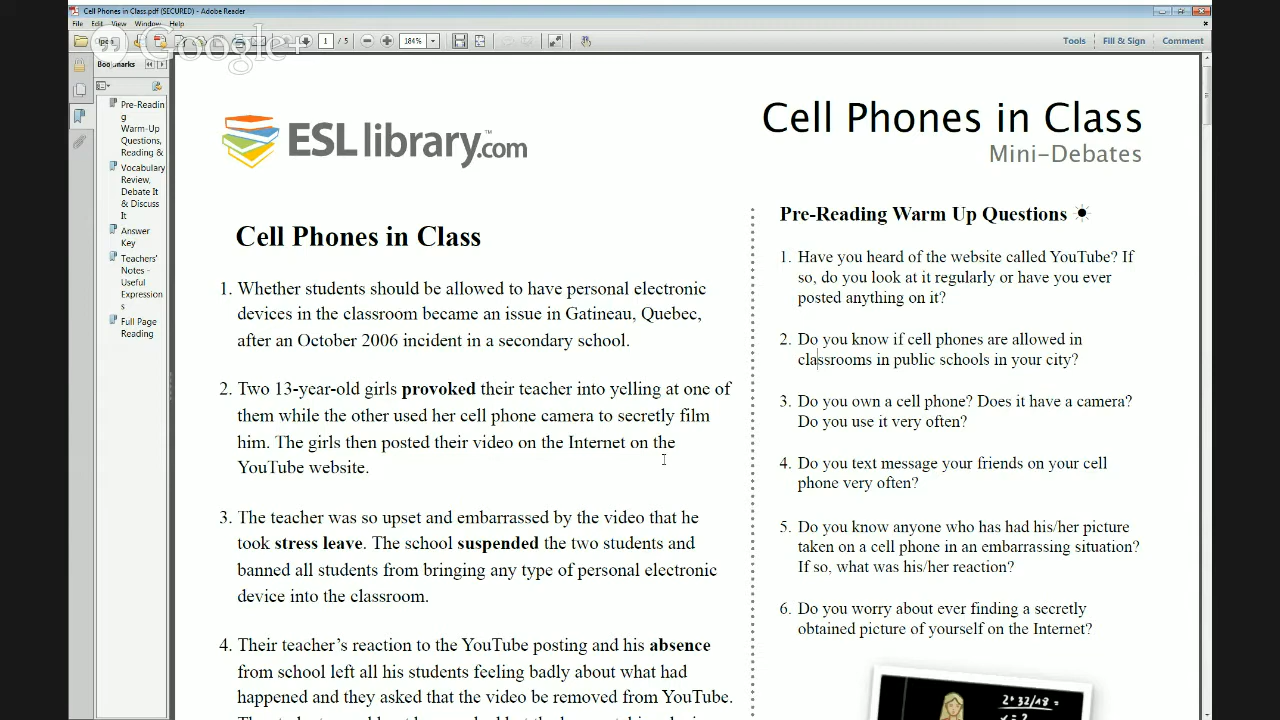 Cell Phones in Class.pdf (SECURED) - Adobe Reader
File Edit View Window Help
Open
1 / 5
184%
Tools Fill & Sign Comment
Google+
Bookmarks
Pre-Readin
g
Warm-Up
Questions,
Reading &
Vocabulary
Review,
Debate It
& Discuss
It
Answer
Key
Teachers'
Notes -
Useful
Expression
s
Full Page
Reading
ESL library.com
™
Cell Phones in Class
Mini-Debates
Cell Phones in Class
1. Whether students should be allowed to have personal electronic
devices in the classroom became an issue in Gatineau, Quebec,
after an October 2006 incident in a secondary school.
2. Two 13-year-old girls provoked their teacher into yelling at one of
them while the other used her cell phone camera to secretly film
him. The girls then posted their video on the Internet on the
YouTube website.
3. The teacher was so upset and embarrassed by the video that he
took stress leave. The school suspended the two students and
banned all students from bringing any type of personal electronic
device into the classroom.
4. Their teacher’s reaction to the YouTube posting and his absence
from school left all his students feeling badly about what had
happened and they asked that the video be removed from YouTube.
Pre-Reading Warm Up Questions
1. Have you heard of the website called YouTube? If
so, do you look at it regularly or have you ever
posted anything on it?
2. Do you know if cell phones are allowed in
classrooms in public schools in your city?
3. Do you own a cell phone? Does it have a camera?
Do you use it very often?
4. Do you text message your friends on your cell
phone very often?
5. Do you know anyone who has had his/her picture
taken on a cell phone in an embarrassing situation?
If so, what was his/her reaction?
6. Do you worry about ever finding a secretly
obtained picture of yourself on the Internet?